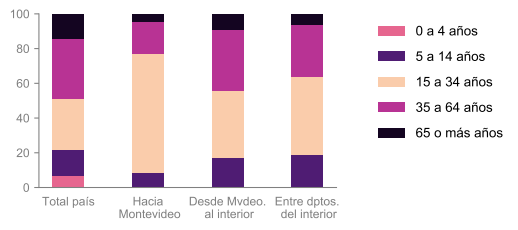 100
80
60
40
20
0
Total país
Hacia
Montevideo
Desde Mvdeo.
al interior
Entre dptos.
del interior
0 a 4 años
5 a 14 años
15 a 34 años
35 a 64 años
65 o más años